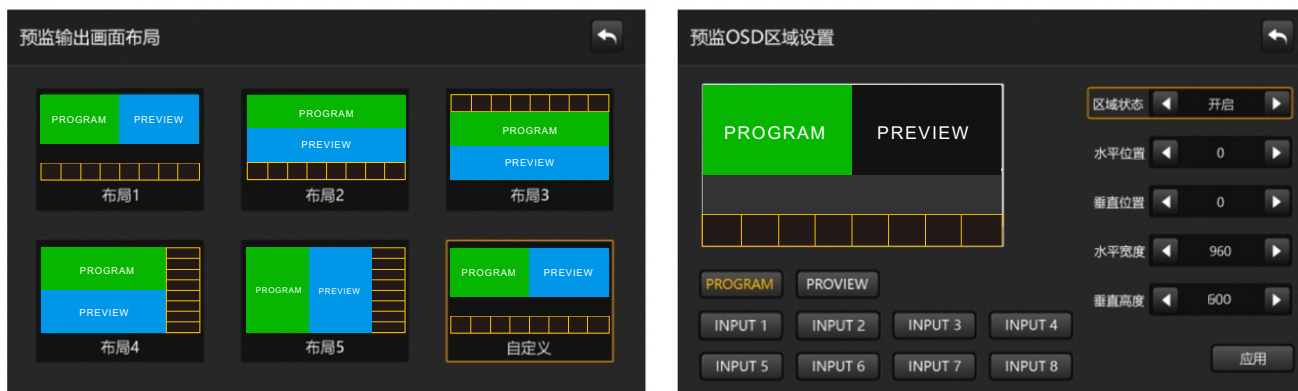 预监输出画面布局
PROGRAM PREVIEW
布局1
PROGRAM
PREVIEW
布局2
PROGRAM
PREVIEW
布局3
PROGRAM
PREVIEW
布局4
PROGRAM PREVIEW
布局5
PROGRAM PREVIEW
自定义
预监OSD区域设置
PROGRAM PREVIEW
PROGRAM PROVIEW
INPUT 1 INPUT 2 INPUT 3 INPUT 4
INPUT 5 INPUT 6 INPUT 7 INPUT 8
区域状态 开启
水平位置 0
垂直位置 0
水平宽度 960
垂直高度 600
应用